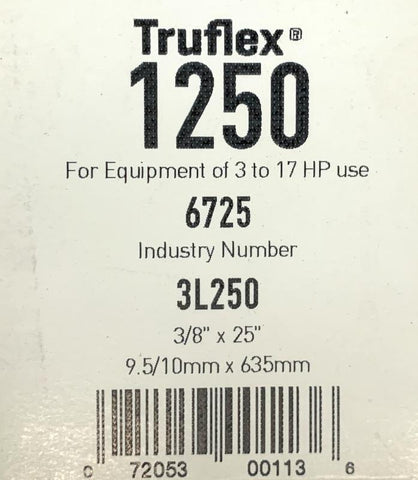 Truflex®
1250
For Equipment of 3 to 17 HP use
6725
Industry Number
3L250
3/8" x 25"
9.5/10mm x 635mm
0 72053 00113 6